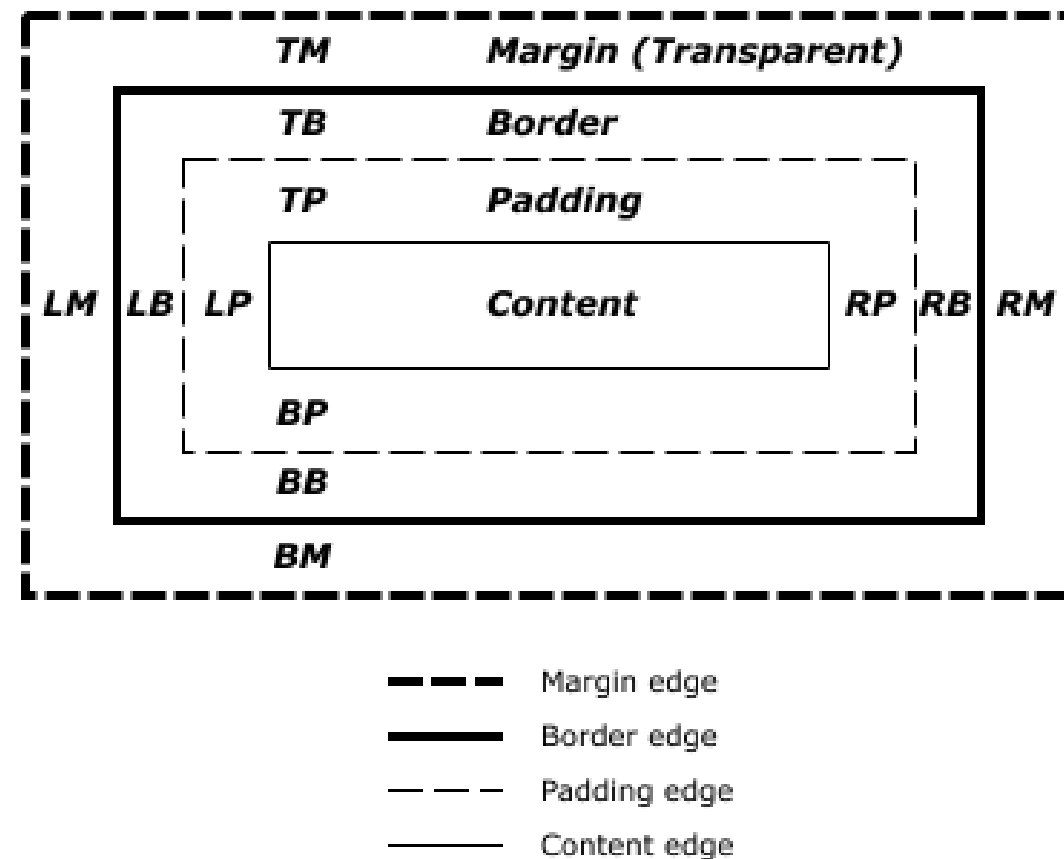 TM Margin (Transparent)
TB Border
TP Padding
LM LB LP Content RP RB RM
BP
BB
BM
Margin edge
Border edge
Padding edge
Content edge